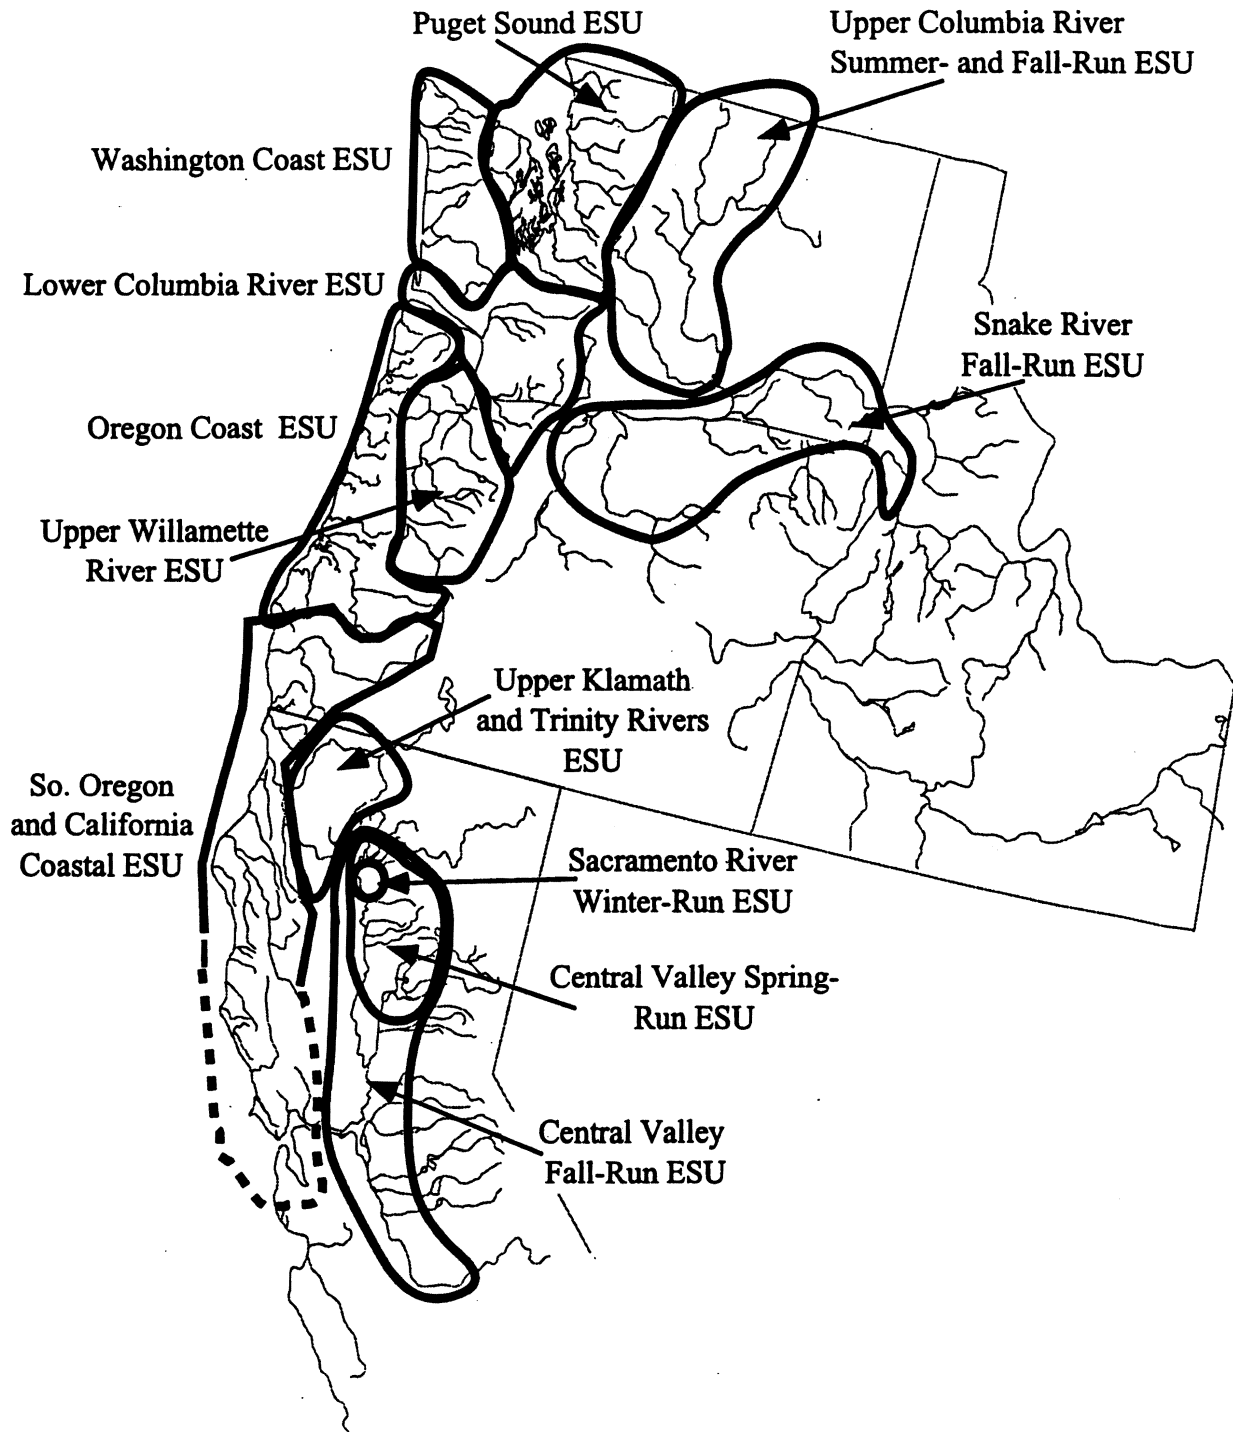 Puget Sound ESU
Upper Columbia River
Summer- and Fall-Run ESU
Washington Coast ESU
Lower Columbia River ESU
Snake River
Fall-Run ESU
Oregon Coast ESU
Upper Willamette
River ESU
Upper Klamath
and Trinity Rivers
ESU
So. Oregon
and California
Coastal ESU
Sacramento River
Winter-Run ESU
Central Valley Spring-
Run ESU
Central Valley
Fall-Run ESU